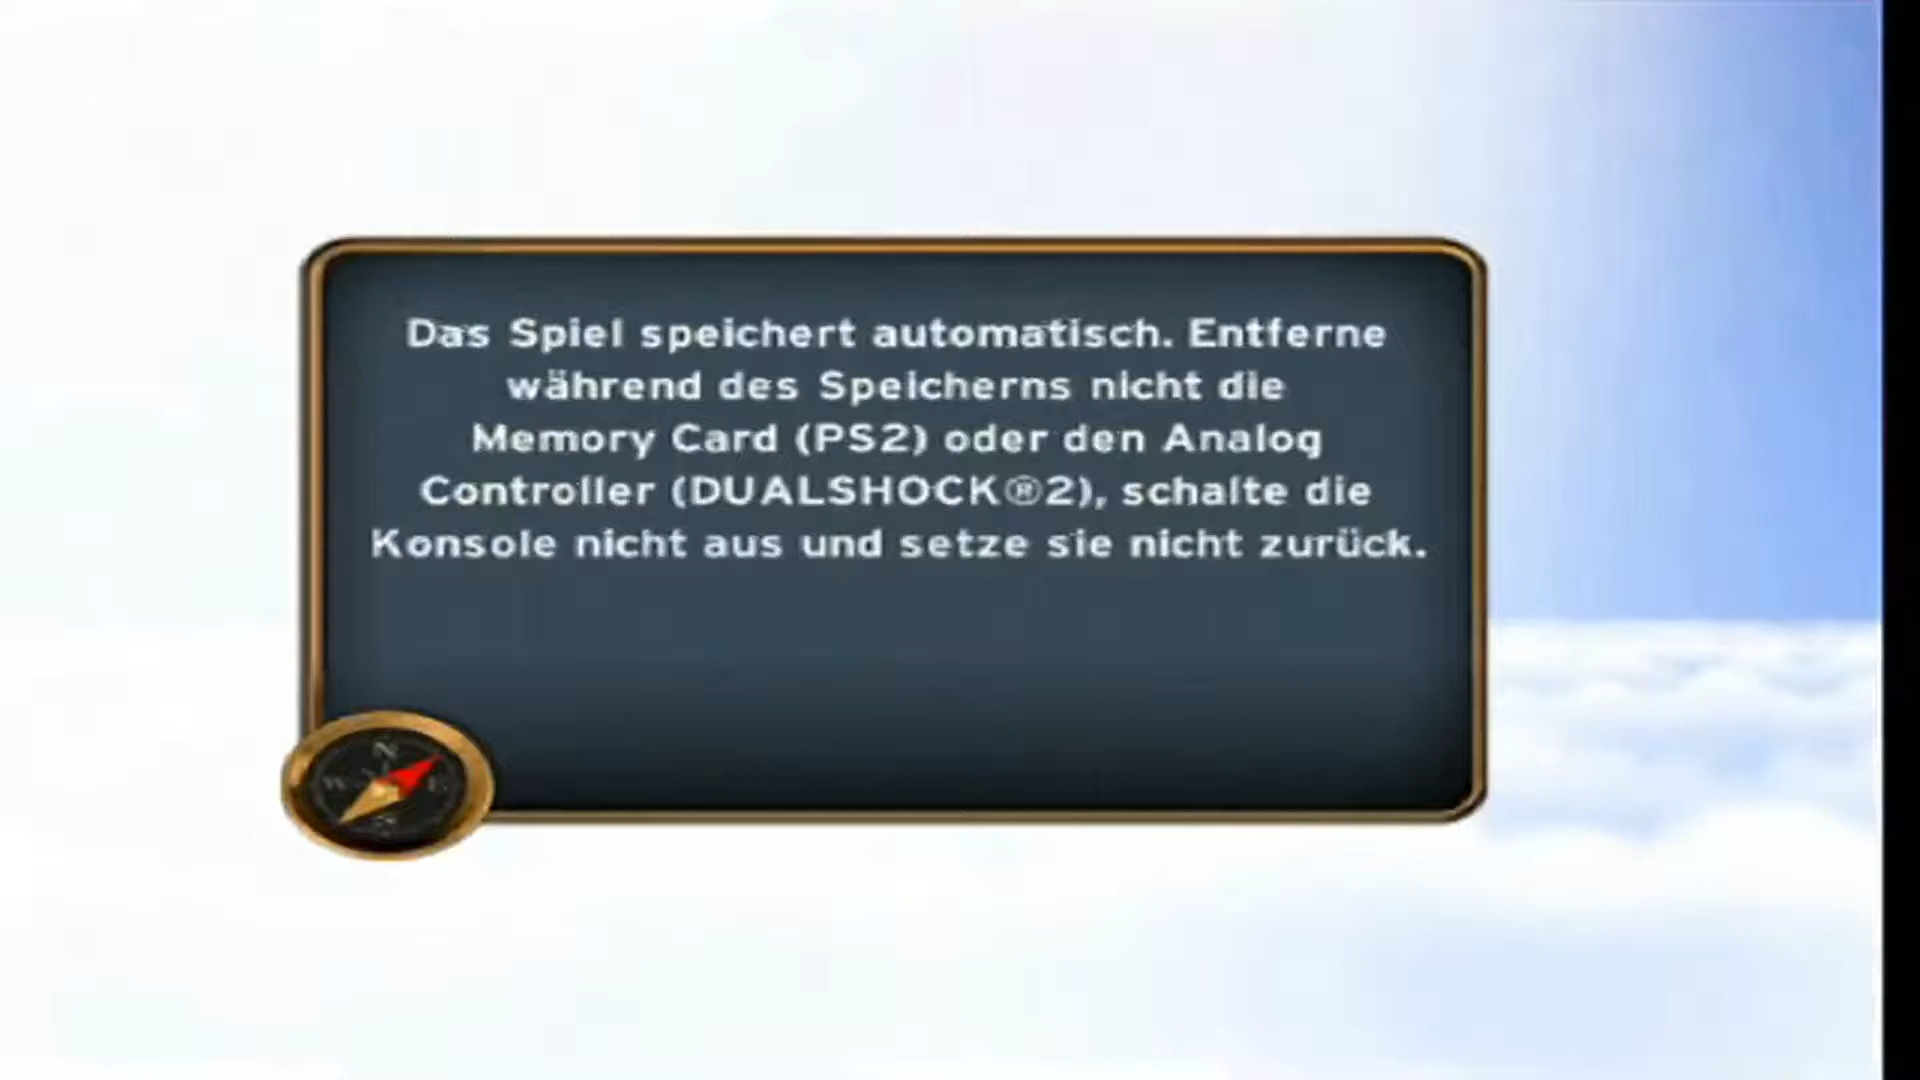 Das Spiel speichert automatisch. Entferne
während des Speicherns nicht die
Memory Card (PS2) oder den Analog
Controller (DUALSHOCK®2), schalte die
Konsole nicht aus und setze sie nicht zurück.
N
W
E
S